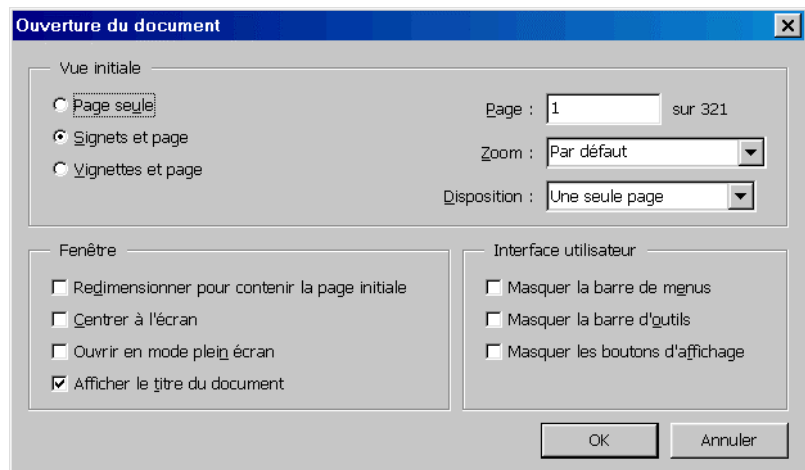 Ouverture du document
Vue initiale
Page seule
Signets et page
Vignettes et page
Page : 1 sur 321
Zoom : Par défaut
Disposition : Une seule page
Fenêtre
Redimensionner pour contenir la page initiale
Centrer à l'écran
Ouvrir en mode plein écran
Afficher le titre du document
Interface utilisateur
Masquer la barre de menus
Masquer la barre d'outils
Masquer les boutons d'affichage
OK Annuler